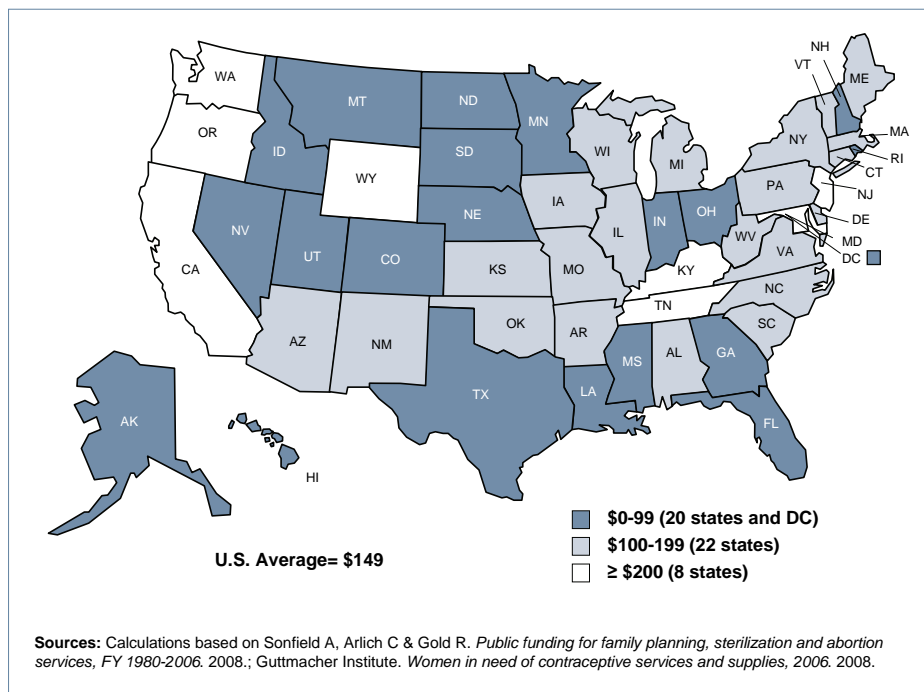 NH
VT
ME
WA
MT
ND
MN
OR
ID
SD
WI
NY
MA
MI
RI
CT
WY
PA
NJ
IA
NE
OH
DE
NV
IL
IN
WV
MD
UT
CO
VA
DC
CA
KS
MO
KY
NC
TN
AZ
NM
OK
AR
SC
MS
AL
GA
TX
LA
AK
FL
HI
$0-99 (20 states and DC)
$100-199 (22 states)
≥ $200 (8 states)
U.S. Average= $149
Sources: Calculations based on Sonfield A, Arlich C & Gold R. Public funding for family planning, sterilization and abortion
services, FY 1980-2006. 2008.; Guttmacher Institute. Women in need of contraceptive services and supplies, 2006. 2008.